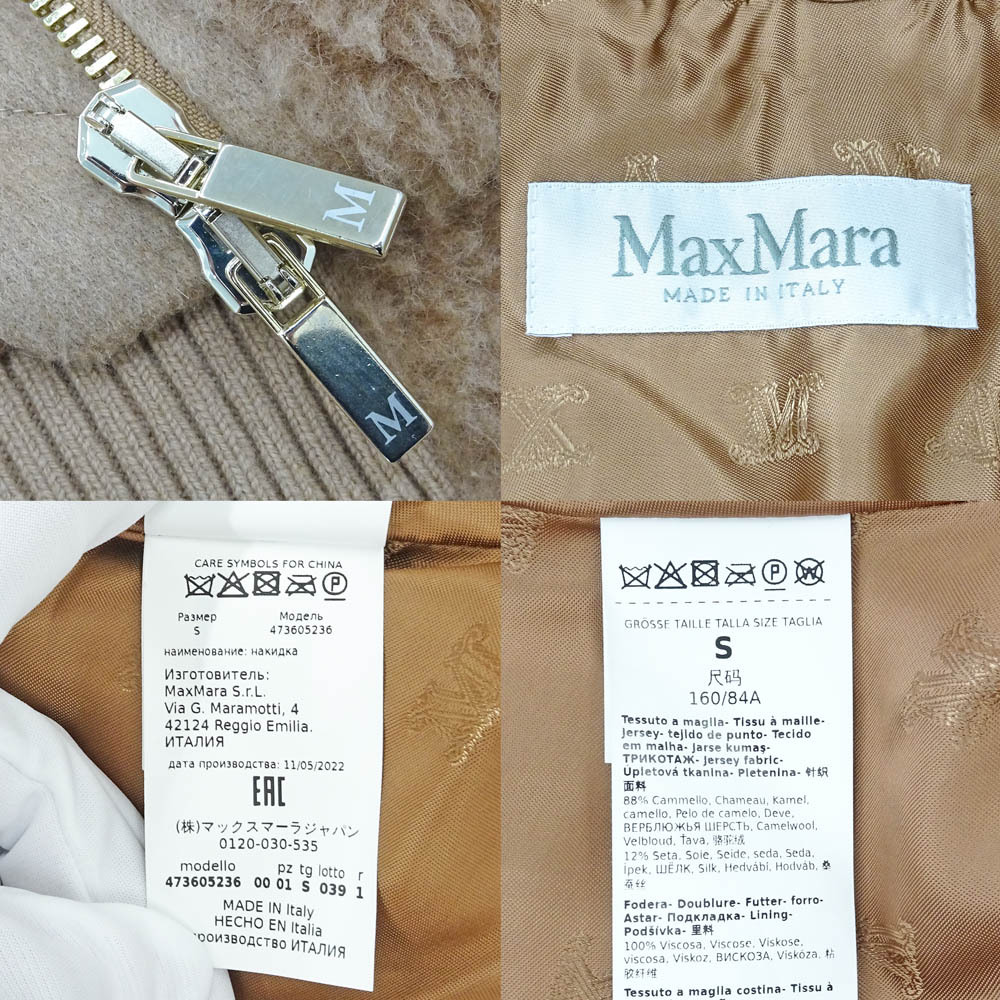 M
M
MaxMara
MADE IN ITALY
CARE SYMBOLS FOR CHINA
P
Размер Модель
S 473605236
наименование: накидка
Изготовитель:
MaxMara S.r.L.
Via G. Maramotti, 4
42124 Reggio Emilia.
ИТАЛИЯ
дата производства: 11/05/2022
EAC
(株)マックスマーラジャパン
0120-030-535
modello pz tg lotto r
473605236 00 01 S 039 1
MADE IN Italy
HECHO EN Italia
производство ИТАЛИЯ
P W
GRÖSSE TAILLE TALLA SIZE TAGLIA
S
尺码
160/84A
Tessuto a maglia- Tissu à maille-
Jersey- tejido de punto- Tecido
em malha- Jarse kumaş-
ТРИКОТАЖ- Jersey fabric-
Úpletová tkanina- Pletenina- 针织
面料
88% Cammello, Chameau, Kamel,
camello, Pelo de camelo, Deve,
ВЕРБЛЮЖЬЯ ШЕРСТЬ, Camelwool,
Velbloud, Ťava, 骆驼绒
12% Seta, Soie, Seide, seda, Seda,
İpek, ШЁЛК, Silk, Hedvábí, Hodváb, 桑
蚕丝
Fodera- Doublure- Futter- forro-
Astar- Подкладка- Lining-
Podšívka- 里料
100% Viscosa, Viscose, Viskose,
viscosa, Viskoz, ВИСКОЗА, Viskóza, 粘
胶纤维
Tessuto a maglia costina- Tissu à